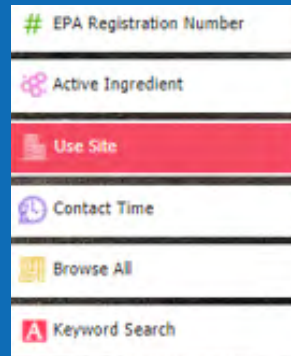 # EPA Registration Number
Active Ingredient
Use Site
Contact Time
Browse All
A Keyword Search